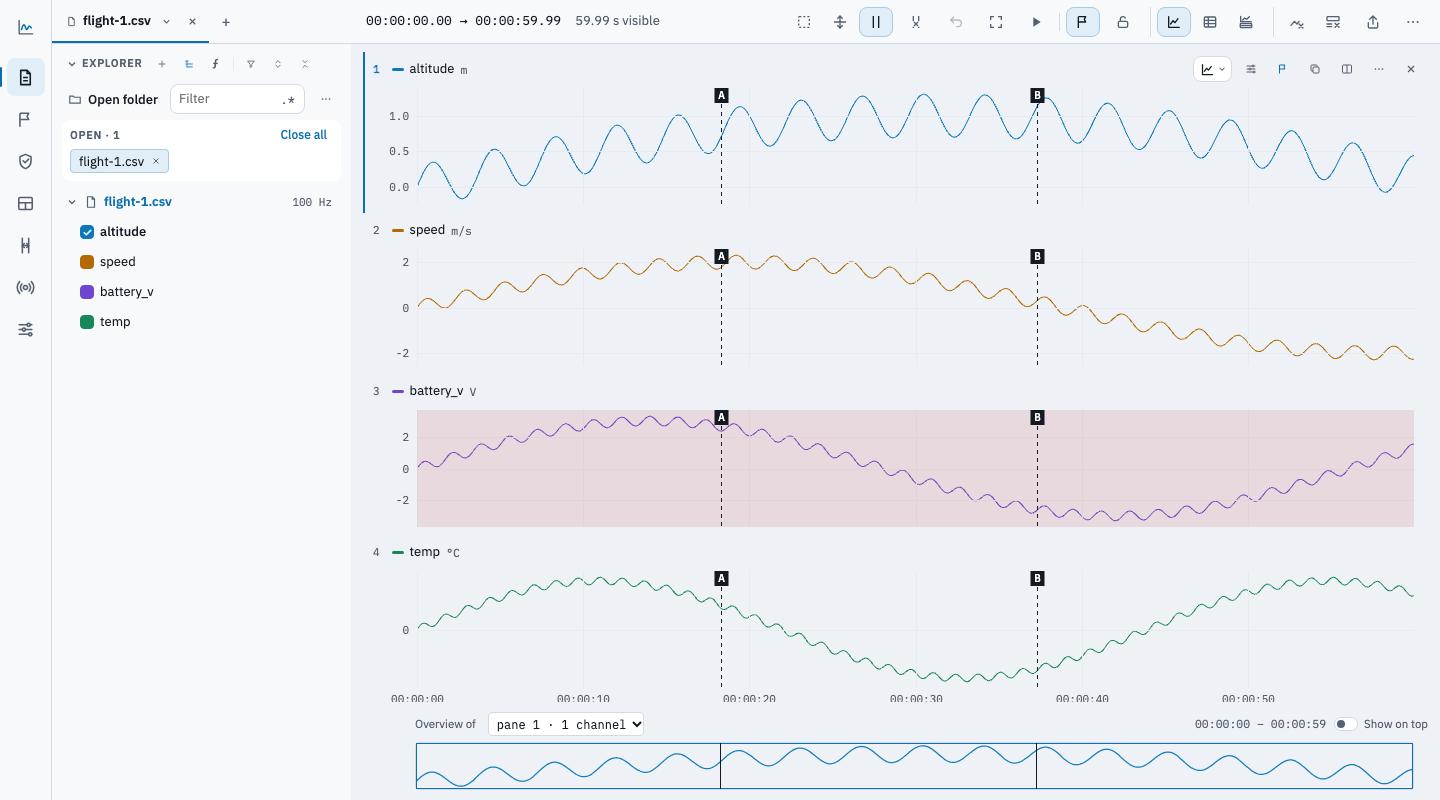 flight-1.csv
00:00:00.00 → 00:00:59.99 59.99 s visible
EXPLORER
Open folder Filter .*
OPEN · 1 Close all
flight-1.csv
flight-1.csv 100 Hz
altitude
speed
battery_v
temp
1 altitude m
A B
1.0
0.5
0.0
2 speed m/s
A B
2
0
-2
3 battery_v V
A B
2
0
-2
4 temp °C
A B
0
00:00:00 00:00:10 00:00:20 00:00:30 00:00:40 00:00:50
Overview of pane 1 · 1 channel 00:00:00 – 00:00:59 Show on top